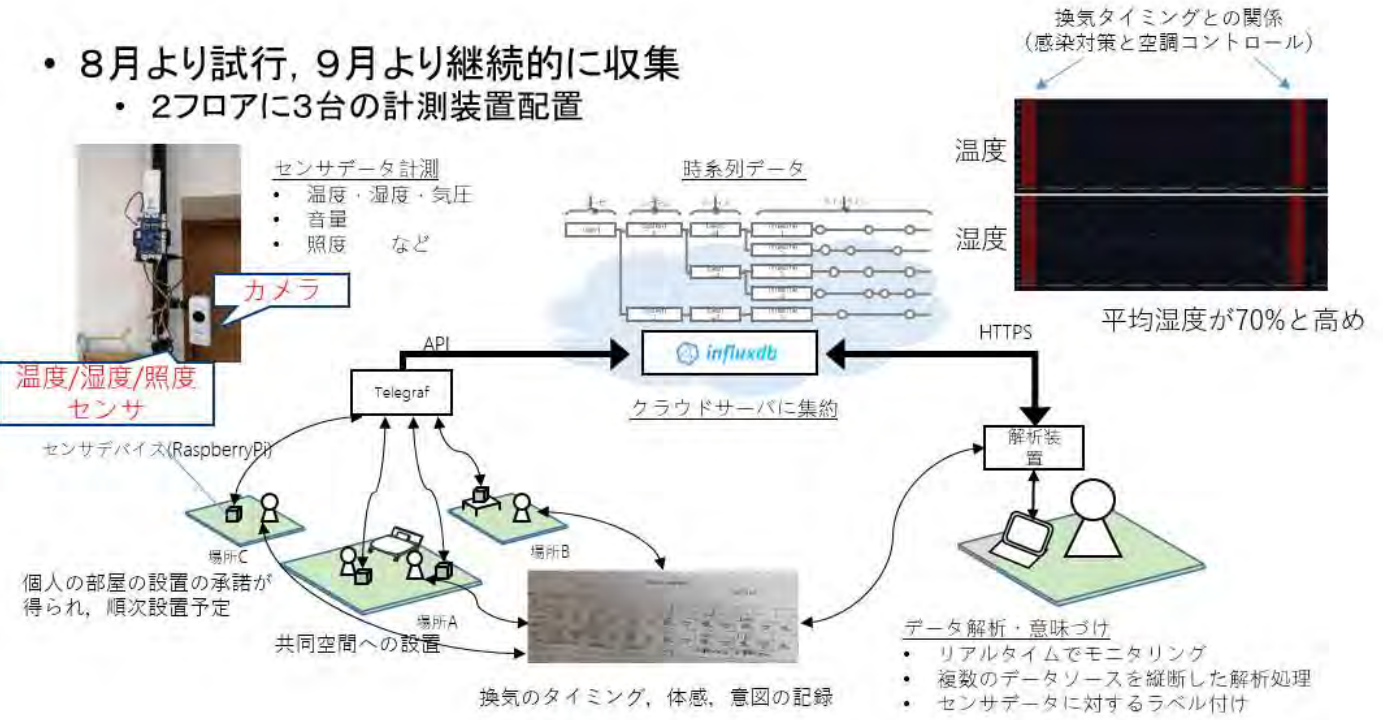 • 8月より試行，9月より継続的に収集
• 2フロアに3台の計測装置配置
換気タイミングとの関係
（感染対策と空調コントロール）
温度
湿度
平均湿度が70%と高め
センサデータ計測
• 温度・湿度・気圧
• 音量
• 照度　など
カメラ
温度/湿度/照度
センサ
時系列データ
API
influxdb
HTTPS
クラウドサーバに集約
Telegraf
解析装
置
センサデバイス(RaspberryPi)
場所C
場所B
場所A
個人の部屋の設置の承諾が
得られ，順次設置予定
共同空間への設置
換気のタイミング，体感，意図の記録
データ解析・意味づけ
• リアルタイムでモニタリング
• 複数のデータソースを縦断した解析処理
• センサデータに対するラベル付け